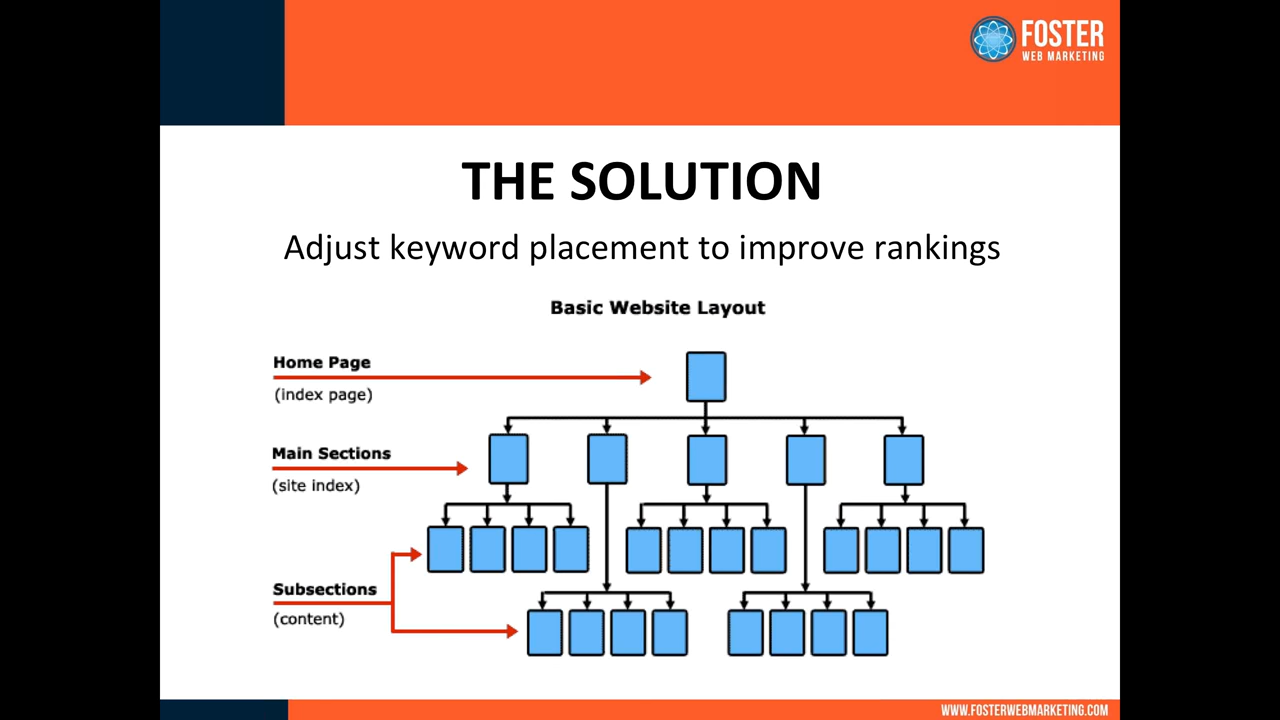 FOSTER
WEB MARKETING
THE SOLUTION
Adjust keyword placement to improve rankings
Basic Website Layout
Home Page
(index page)
Main Sections
(site index)
Subsections
(content)
WWW.FOSTERWEBMARKETING.COM